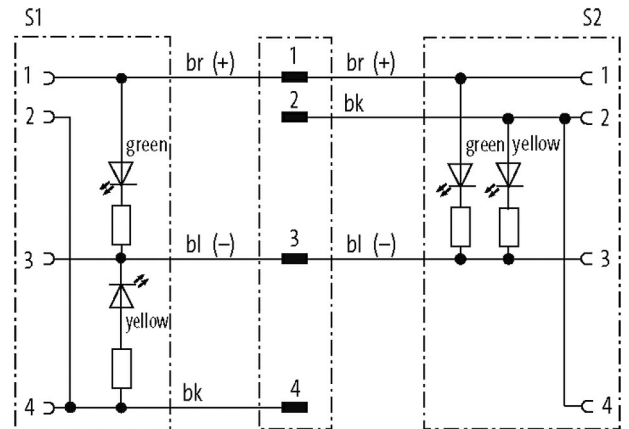 S1 S2
1 br (+) 1 br (+) 1
2 2 bk 2
green green yellow
3 bl (–) 3 bl (–) 3
yellow
4 bk 4 4